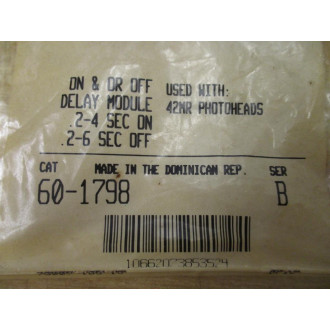 ON & OR OFF
DELAY MODULE
.2-4 SEC ON
.2-6 SEC OFF
USED WITH:
42MR PHOTOHEADS
CAT MADE IN THE DOMINICAN REP. SER
60-1798 B